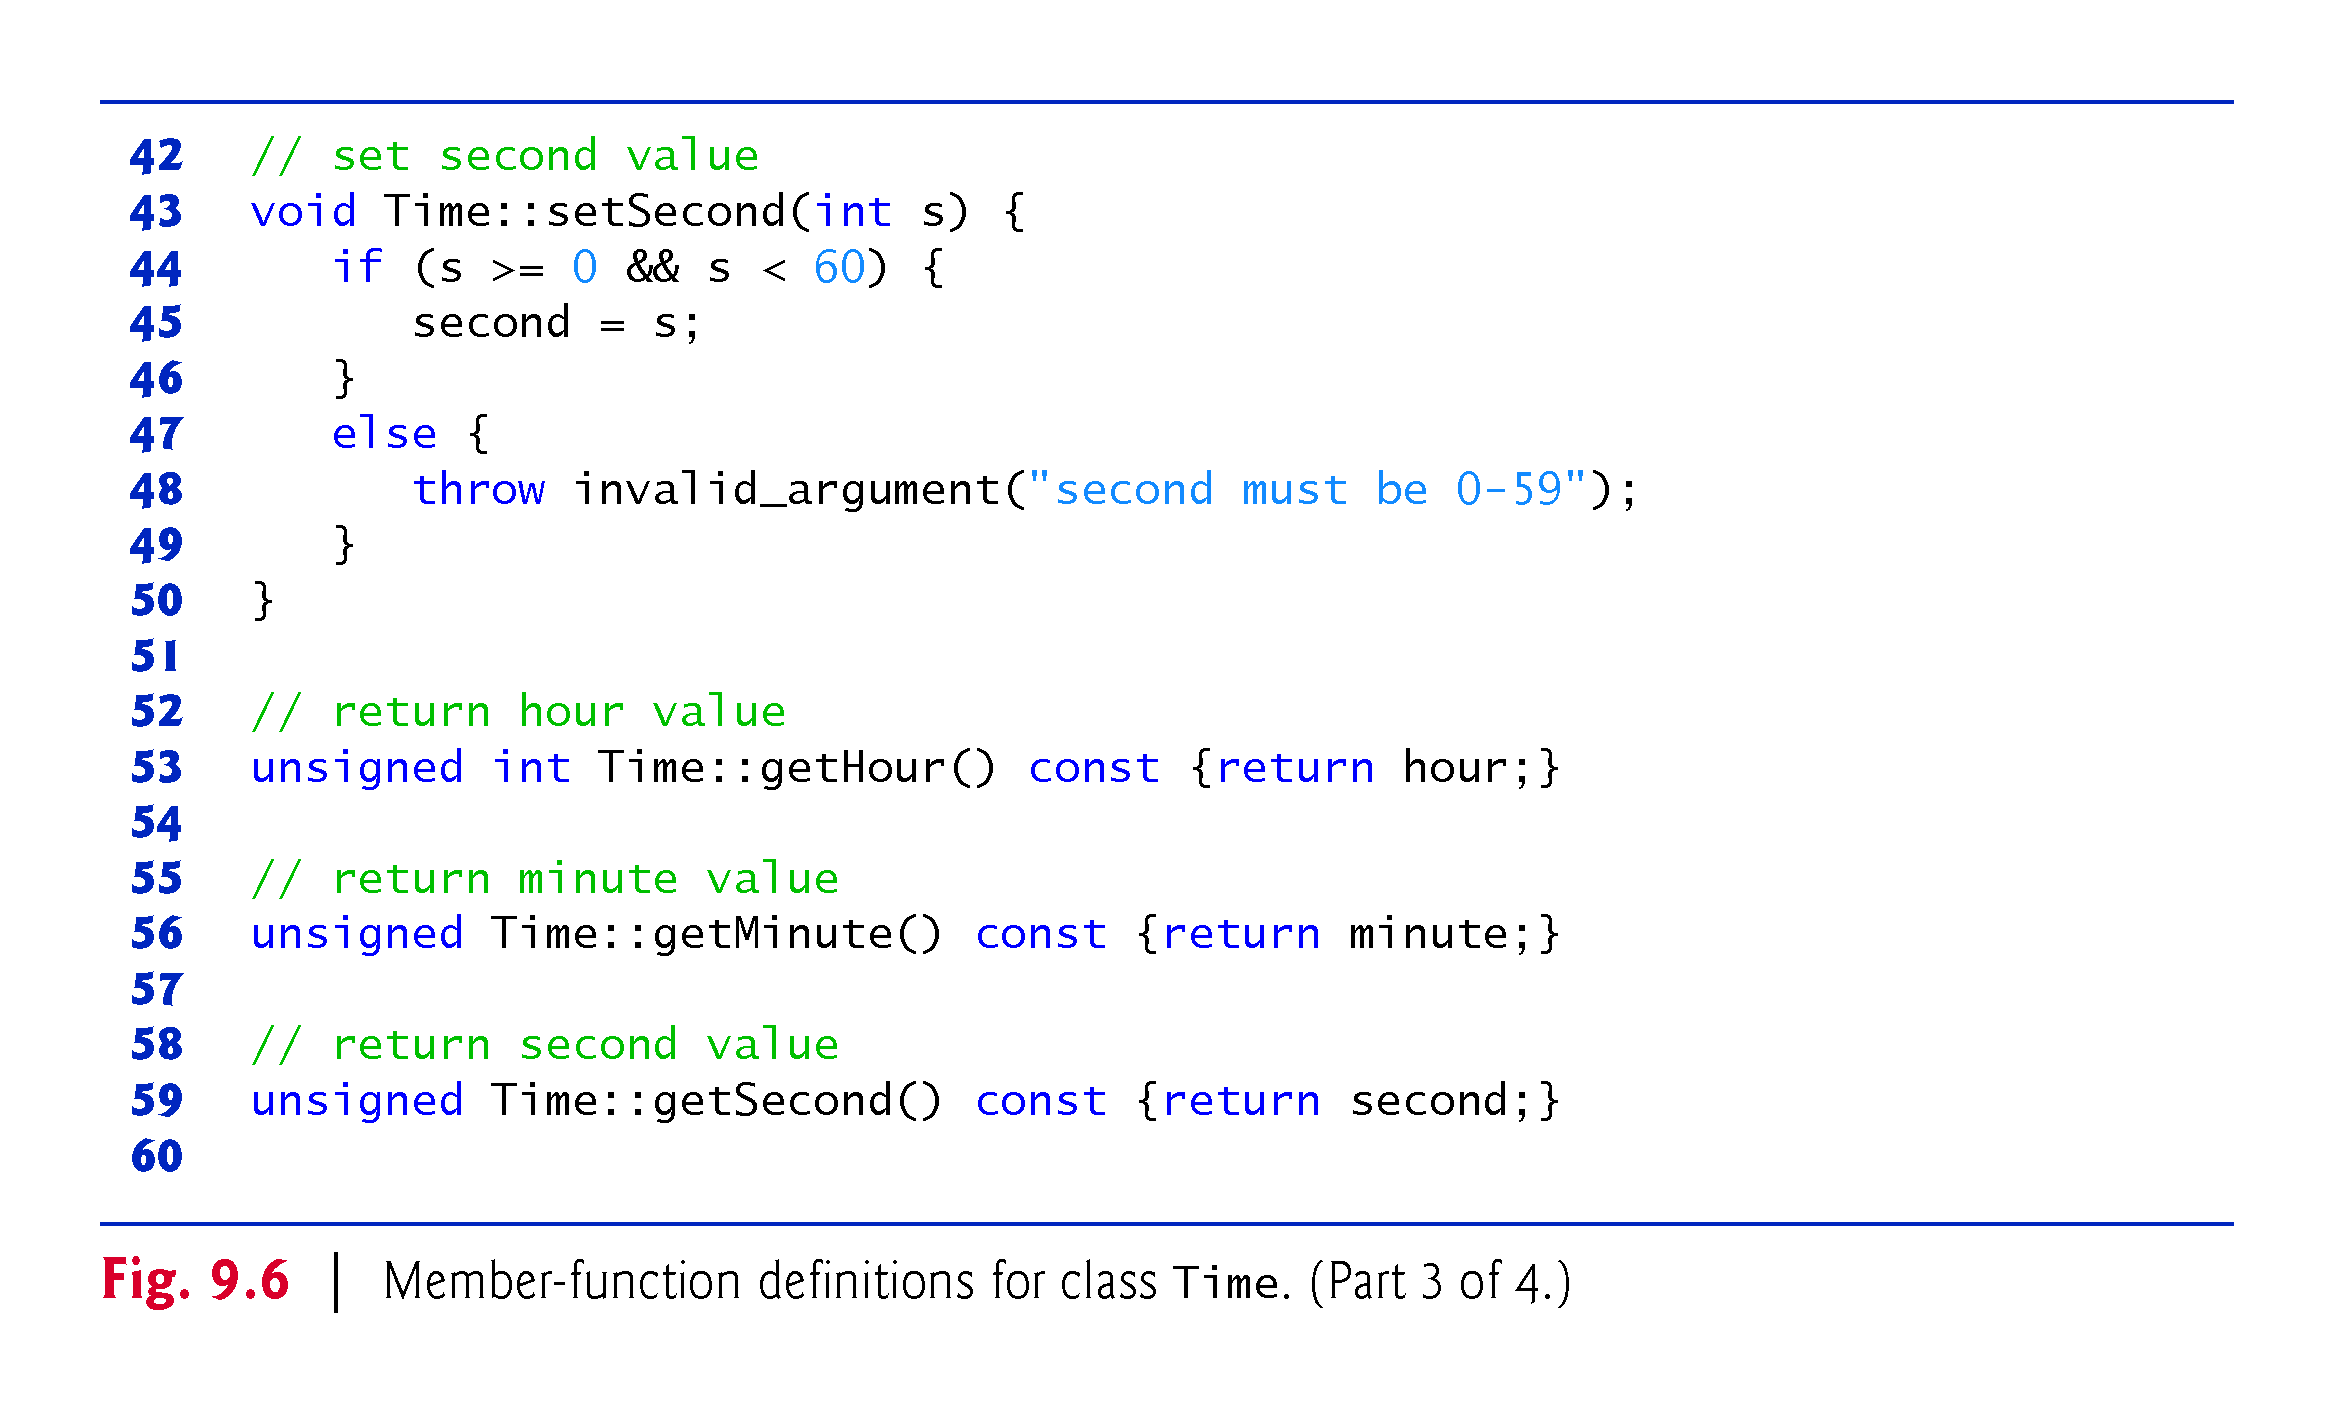 42 // set second value
43 void Time::setSecond(int s) {
44    if (s >= 0 && s < 60) {
45       second = s;
46    }
47    else {
48       throw invalid_argument("second must be 0-59");
49    }
50 }
51
52 // return hour value
53 unsigned int Time::getHour() const {return hour;}
54
55 // return minute value
56 unsigned Time::getMinute() const {return minute;}
57
58 // return second value
59 unsigned Time::getSecond() const {return second;}
60
Fig. 9.6 | Member-function definitions for class Time. (Part 3 of 4.)